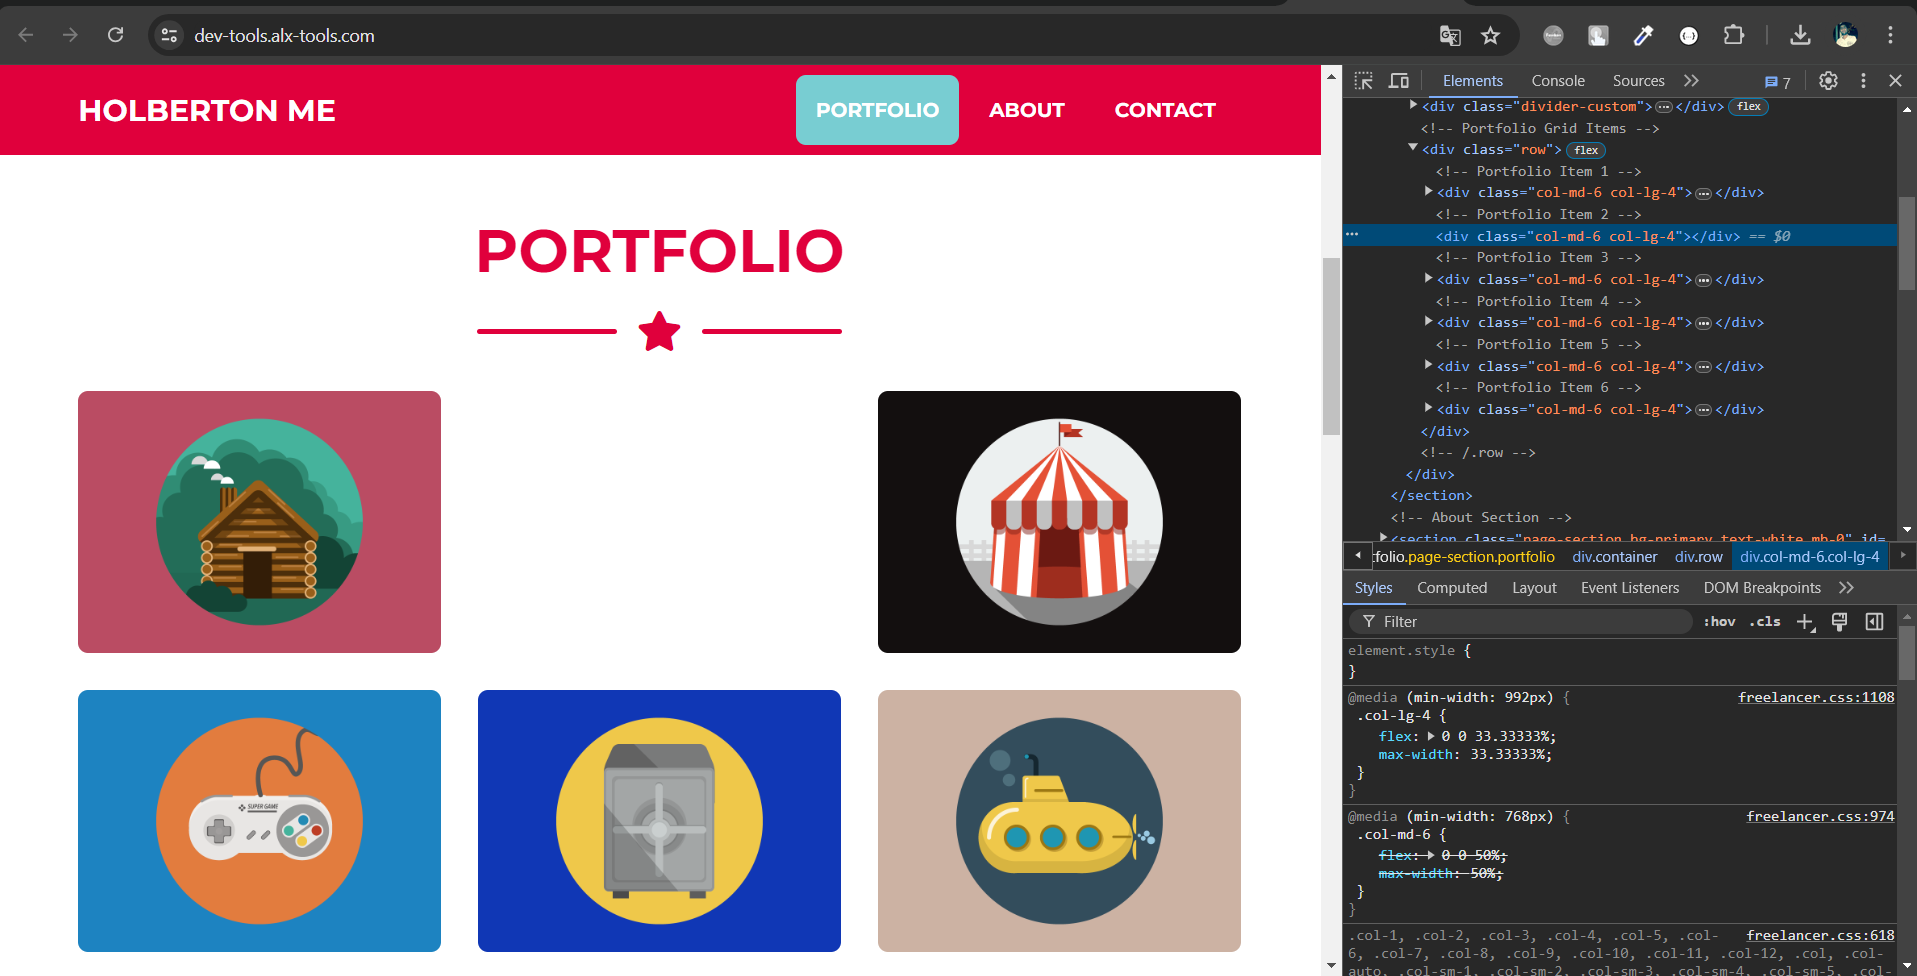 dev-tools.alx-tools.com
HOLBERTON ME
PORTFOLIO
ABOUT
CONTACT
PORTFOLIO
SUPER GAME
Elements
Console
Sources
7
<div class="divider-custom">…</div> flex
<!-- Portfolio Grid Items -->
<div class="row"> flex
<!-- Portfolio Item 1 -->
<div class="col-md-6 col-lg-4">…</div>
<!-- Portfolio Item 2 -->
<div class="col-md-6 col-lg-4"></div> == $0
<!-- Portfolio Item 3 -->
<div class="col-md-6 col-lg-4">…</div>
<!-- Portfolio Item 4 -->
<div class="col-md-6 col-lg-4">…</div>
<!-- Portfolio Item 5 -->
<div class="col-md-6 col-lg-4">…</div>
<!-- Portfolio Item 6 -->
<div class="col-md-6 col-lg-4">…</div>
</div>
<!-- /.row -->
</div>
</section>
<!-- About Section -->
<section class="page-section bg-primary text-white mb-0" id=
tfolio.page-section.portfolio div.container div.row div.col-md-6.col-lg-4
Styles Computed Layout Event Listeners DOM Breakpoints
Filter :hov .cls
element.style {
}
@media (min-width: 992px) { freelancer.css:1108
.col-lg-4 {
flex: 0 0 33.33333%;
max-width: 33.33333%;
}
}
@media (min-width: 768px) { freelancer.css:974
.col-md-6 {
flex: 0 0 50%;
max-width: 50%;
}
}
.col-1, .col-2, .col-3, .col-4, .col-5, .col- freelancer.css:618
6, .col-7, .col-8, .col-9, .col-10, .col-11, .col-12, .col, .col-
auto, .col-sm-1, .col-sm-2, .col-sm-3, .col-sm-4, .col-sm-5, .col-